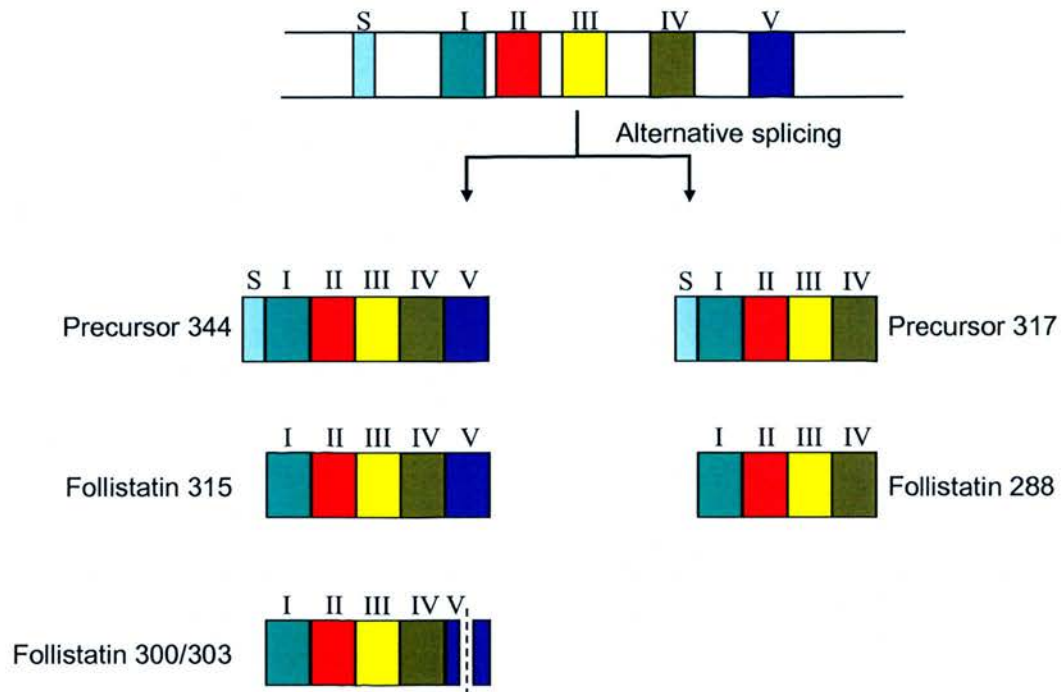 S I II III IV V
Alternative splicing
S I II III IV V
Precursor 344
S I II III IV
Precursor 317
I II III IV V
Follistatin 315
I II III IV
Follistatin 288
I II III IV V
Follistatin 300/303